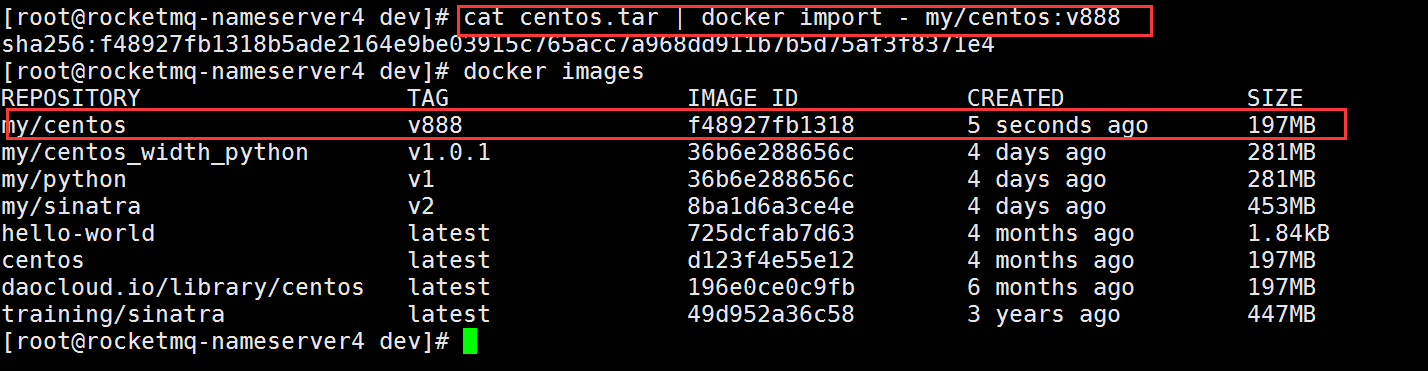 [root@rocketmq-nameserver4 dev]# cat centos.tar | docker import - my/centos:v888
sha256:f48927fb1318b5ade2164e9be03915c765acc7a968dd911b7b5d75af3f8371e4
[root@rocketmq-nameserver4 dev]# docker images
REPOSITORY TAG IMAGE ID CREATED SIZE
my/centos v888 f48927fb1318 5 seconds ago 197MB
my/centos_width_python v1.0.1 36b6e288656c 4 days ago 281MB
my/python v1 36b6e288656c 4 days ago 281MB
my/sinatra v2 8ba1d6a3ce4e 4 days ago 453MB
hello-world latest 725dcfab7d63 4 months ago 1.84kB
centos latest d123f4e55e12 4 months ago 197MB
daocloud.io/library/centos latest 196e0ce0c9fb 6 months ago 197MB
training/sinatra latest 49d952a36c58 3 years ago 447MB
[root@rocketmq-nameserver4 dev]#